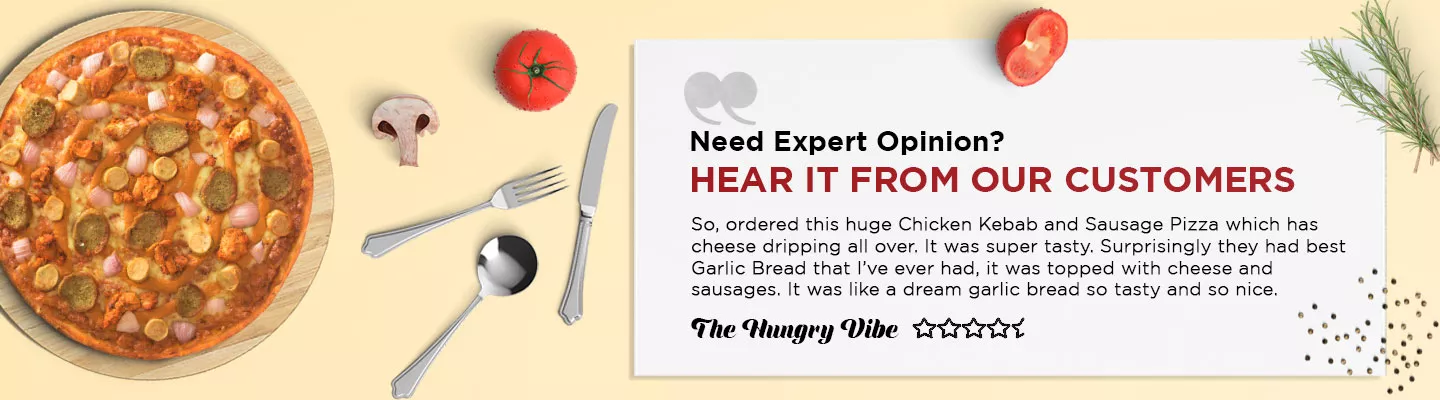 Need Expert Opinion?
HEAR IT FROM OUR CUSTOMERS
So, ordered this huge Chicken Kebab and Sausage Pizza which has
cheese dripping all over. It was super tasty. Surprisingly they had best
Garlic Bread that I've ever had, it was topped with cheese and
sausages. It was like a dream garlic bread so tasty and so nice.
The Hungry Vibe